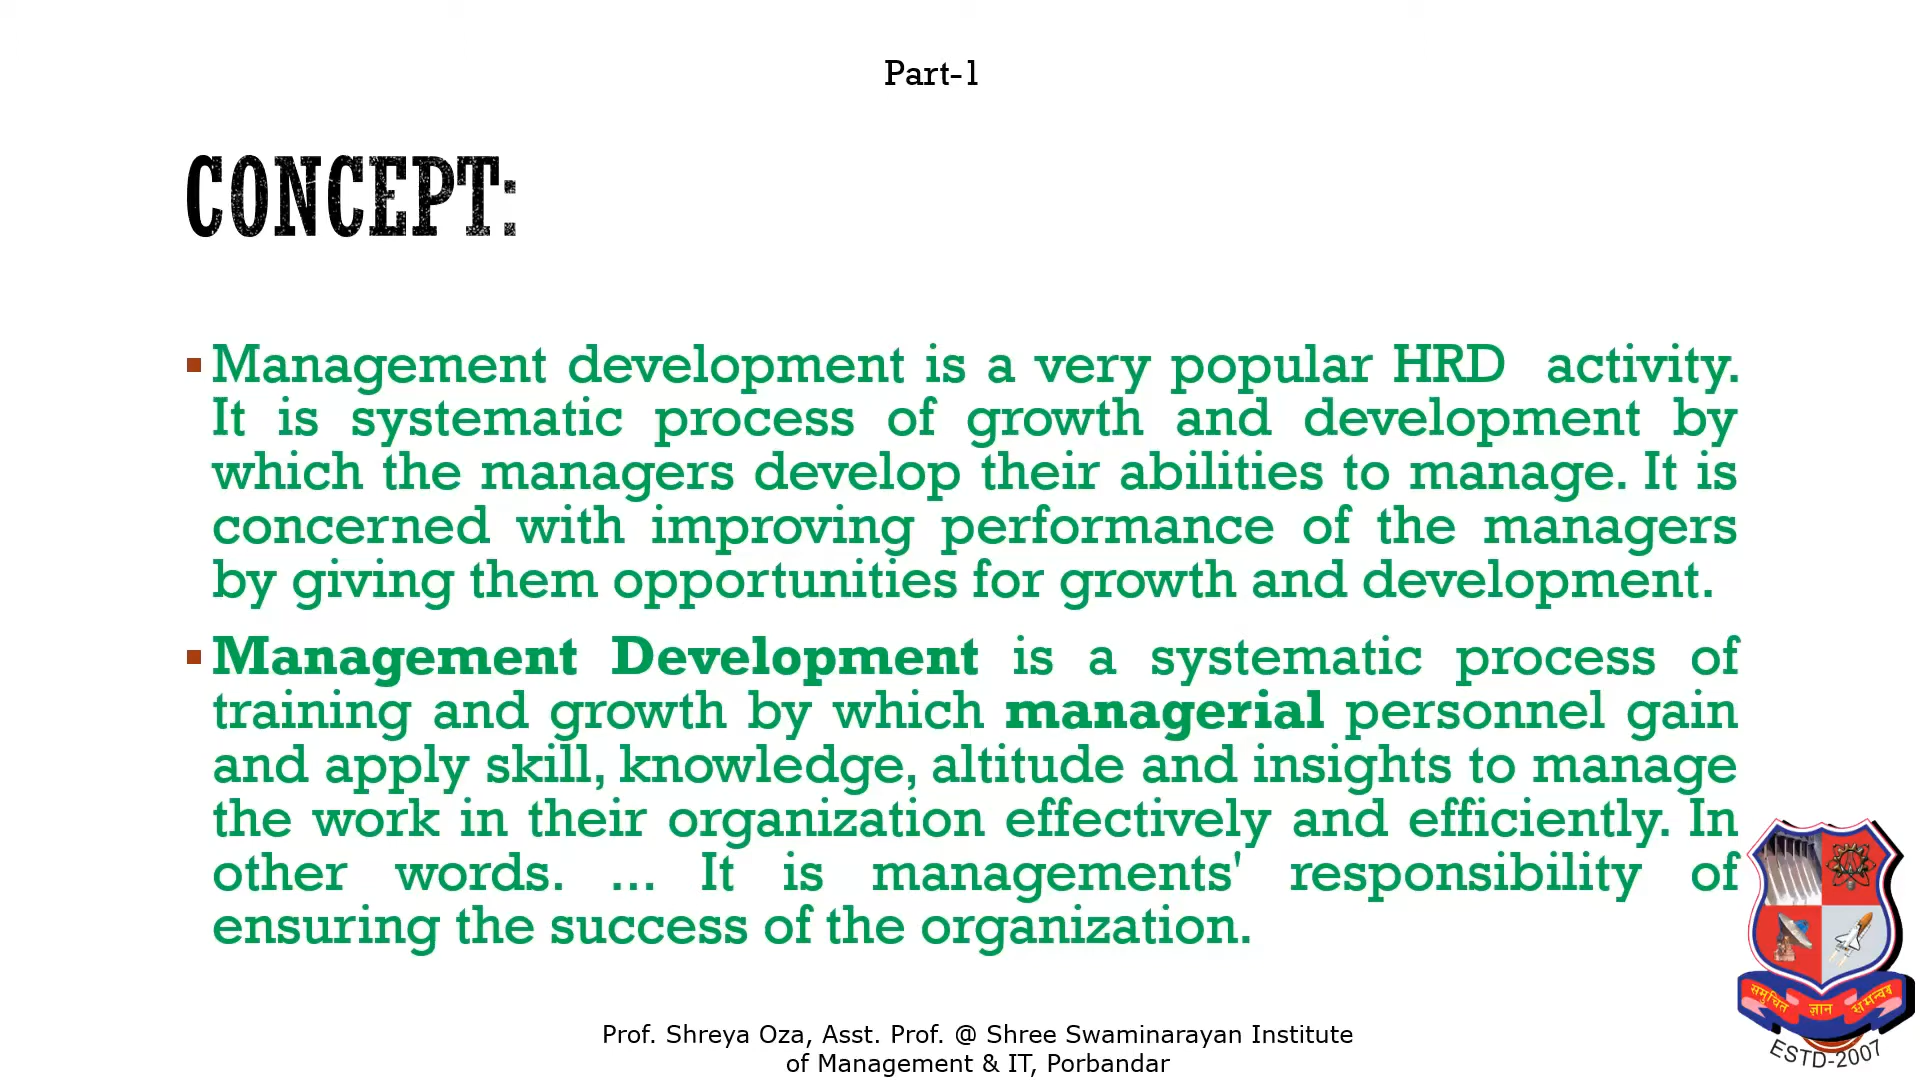 Part-1
CONCEPT:
▪ Management development is a very popular HRD activity.
It is systematic process of growth and development by
which the managers develop their abilities to manage. It is
concerned with improving performance of the managers
by giving them opportunities for growth and development.
▪ Management Development is a systematic process of
training and growth by which managerial personnel gain
and apply skill, knowledge, altitude and insights to manage
the work in their organization effectively and efficiently. In
other words. ... It is managements' responsibility of
ensuring the success of the organization.
समुचित ज्ञान समन्वय
ESTD-2007
Prof. Shreya Oza, Asst. Prof. @ Shree Swaminarayan Institute
of Management & IT, Porbandar